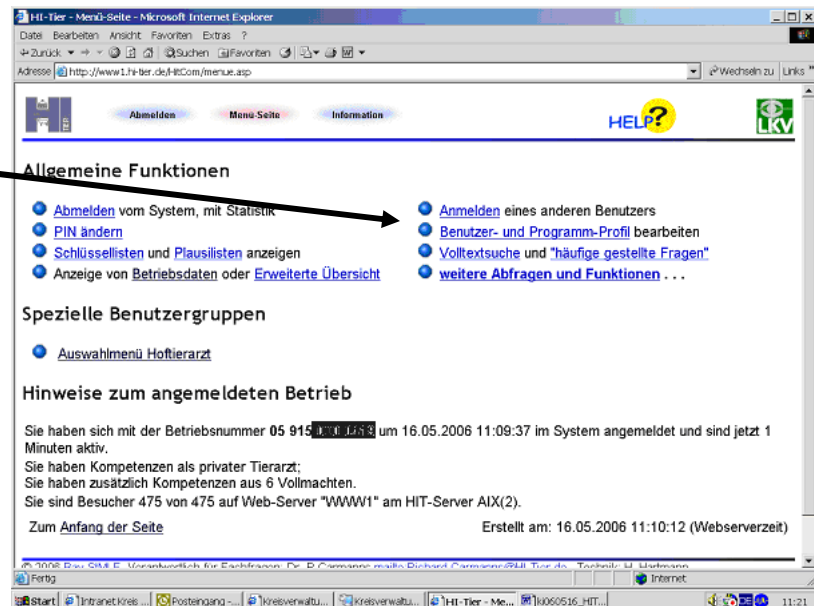 HI-Tier - Menü-Seite - Microsoft Internet Explorer
Datei Bearbeiten Ansicht Favoriten Extras ?
Zurück Suchen Favoriten
Adresse http://www1.hi-tier.de/HitCom/menue.asp Wechseln zu Links
HI Abmelden Menü-Seite Information HELP? LKV
Allgemeine Funktionen
Abmelden vom System, mit Statistik
PIN ändern
Schlüssellisten und Plausilisten anzeigen
Anzeige von Betriebsdaten oder Erweiterte Übersicht
Anmelden eines anderen Benutzers
Benutzer- und Programm-Profil bearbeiten
Volltextsuche und "häufige gestellte Fragen"
weitere Abfragen und Funktionen . . .
Spezielle Benutzergruppen
Auswahlmenü Hoftierarzt
Hinweise zum angemeldeten Betrieb
Sie haben sich mit der Betriebsnummer 05 915 um 16.05.2006 11:09:37 im System angemeldet und sind jetzt 1
Minuten aktiv.
Sie haben Kompetenzen als privater Tierarzt;
Sie haben zusätzlich Kompetenzen aus 6 Vollmachten.
Sie sind Besucher 475 von 475 auf Web-Server "WWW1" am HIT-Server AIX(2).
Zum Anfang der Seite Erstellt am: 16.05.2006 11:10:12 (Webserverzeit)
Fertig Internet
Start Intranet Kreis ... Posteingang -... Kreisverwaltu... Kreisverwaltu... HI-Tier - Me... ki060516_HIT... DE 11:21